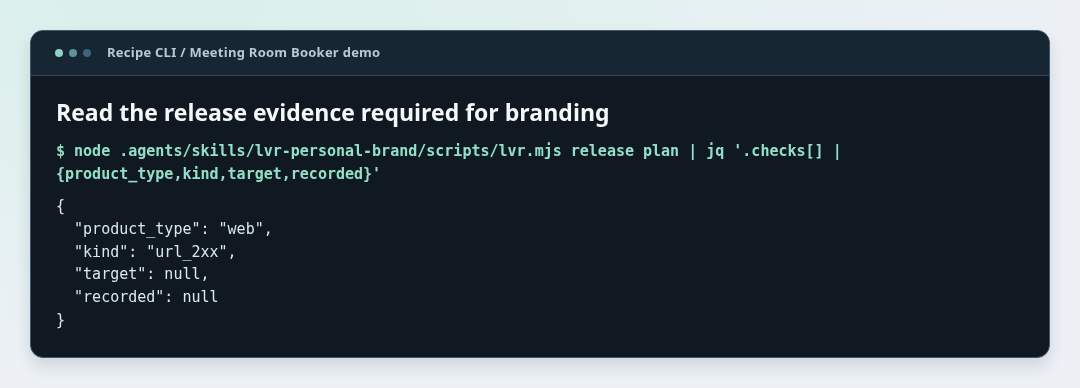 Recipe CLI / Meeting Room Booker demo
Read the release evidence required for branding
$ node .agents/skills/lvr-personal-brand/scripts/lvr.mjs release plan | jq '.checks[] |
{product_type,kind,target,recorded}'
{
  "product_type": "web",
  "kind": "url_2xx",
  "target": null,
  "recorded": null
}